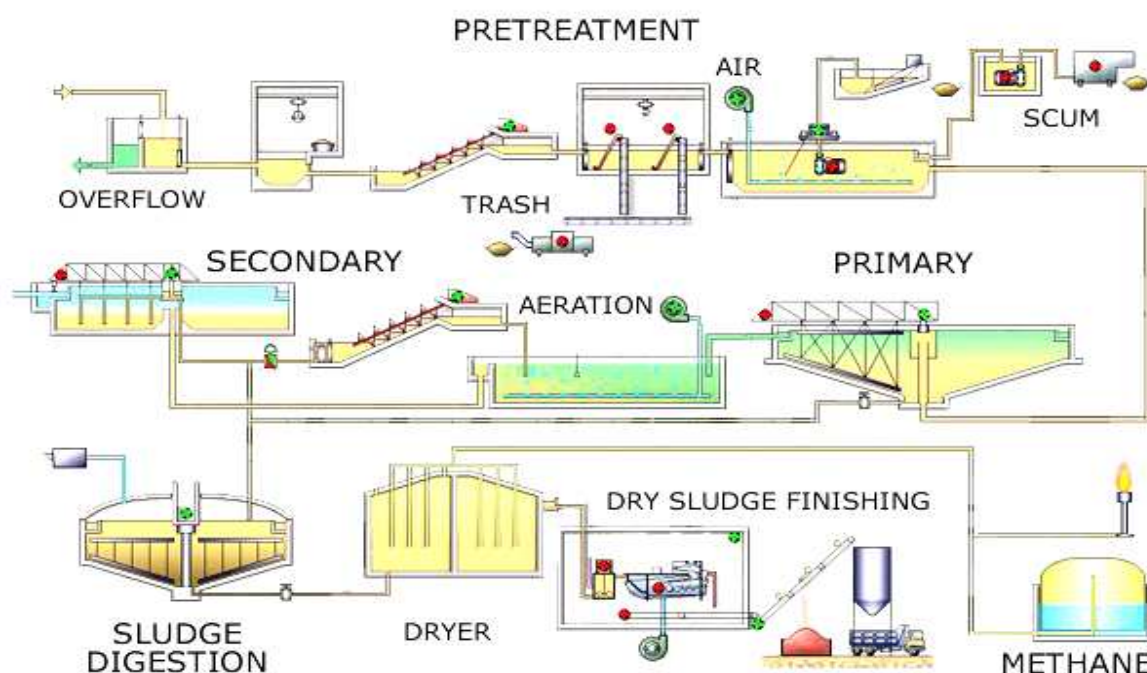 PRETREATMENT
AIR
SCUM
OVERFLOW
TRASH
SECONDARY
PRIMARY
AERATION
DRY SLUDGE FINISHING
SLUDGE
DIGESTION
DRYER
METHANE